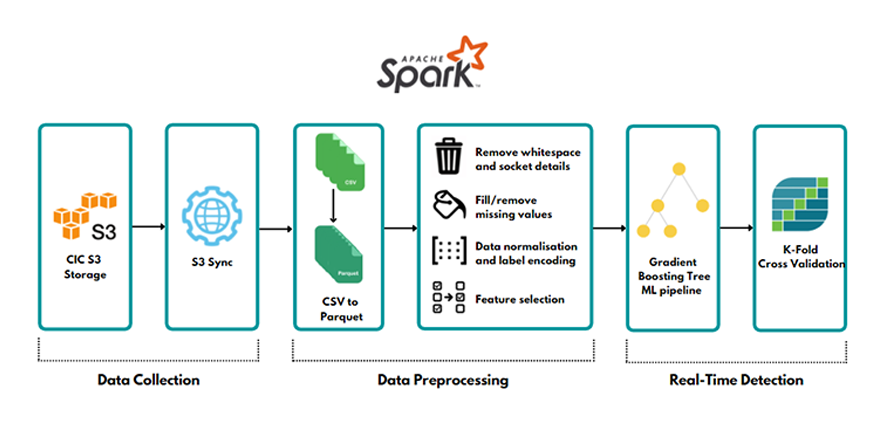 APACHE
Spark™
S3
CIC S3
Storage
S3 Sync
CSV
Parquet
CSV to
Parquet
Remove whitespace
and socket details
Fill/remove
missing values
Data normalisation
and label encoding
Feature selection
Gradient
Boosting Tree
ML pipeline
K-Fold
Cross Validation
Data Collection
Data Preprocessing
Real-Time Detection